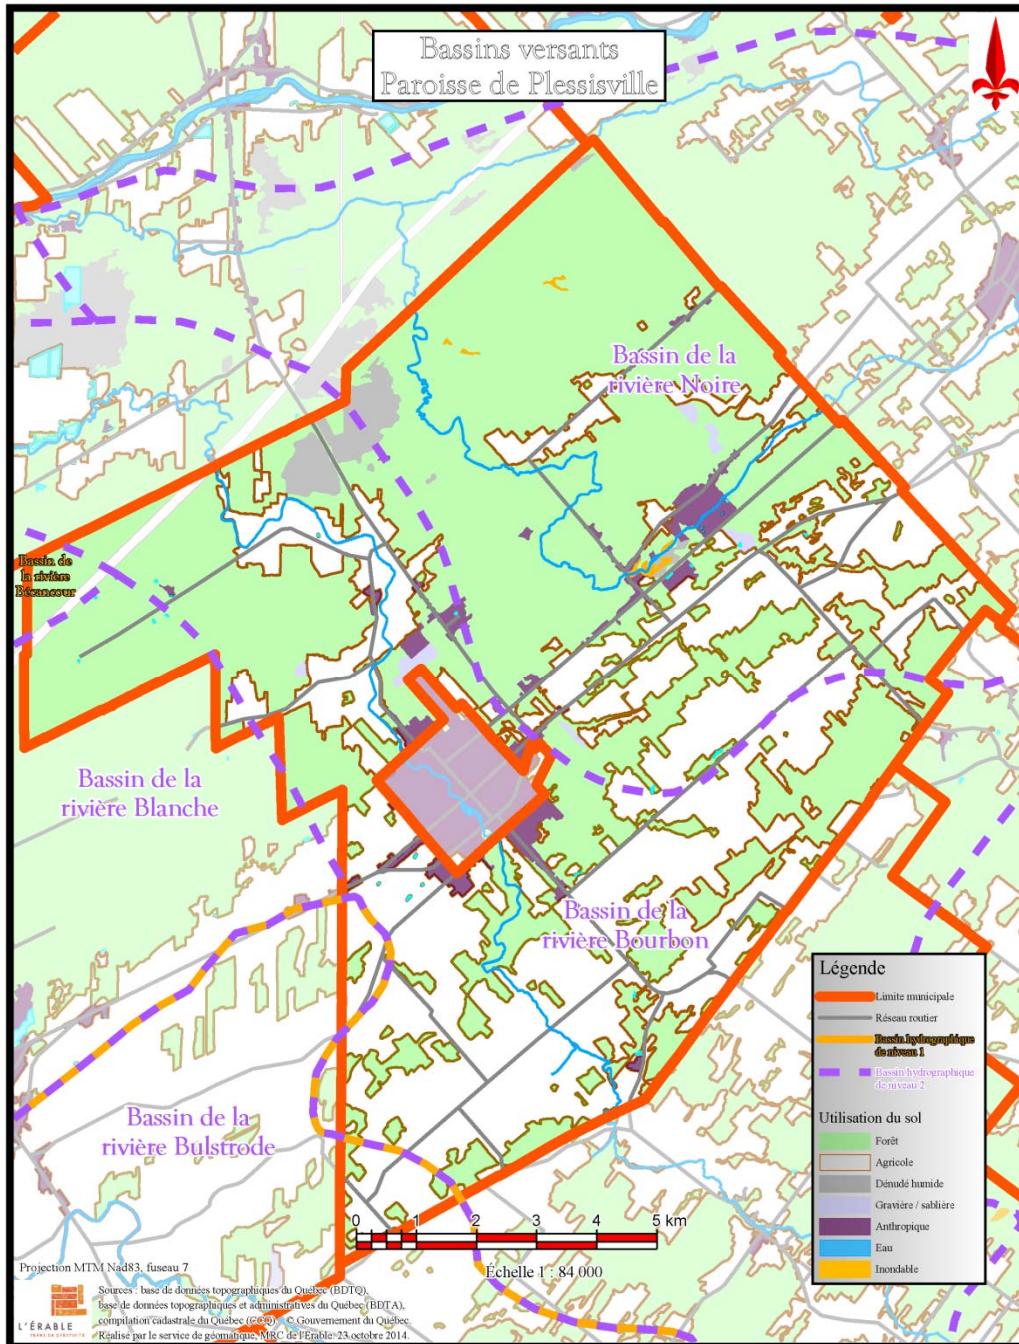 Bassins versants
Paroisse de Plessisville
Bassin de la
rivière Noire
Bassin de
la rivière
Bécancour
Bassin de la
rivière Blanche
Bassin de la
rivière Bourbon
Bassin de la
rivière Bulstrode
Légende
Limite municipale
Réseau routier
Bassin hydrographique
de niveau 1
Bassin hydrographique
de niveau 2
Utilisation du sol
Forêt
Agricole
Dénudé humide
Gravière / sablière
Anthropique
Eau
Inondable
0 1 2 3 4 5 km
Échelle 1 : 84 000
Projection MTM Nad83, fuseau 7
Sources : base de données topographiques du Québec (BDTQ),
base de données topographiques et administratives du Québec (BDTA),
compilation cadastrale du Québec (CCQ), © Gouvernement du Québec.
Réalisé par le service de géomatique, MRC de l'Érable. 23 octobre 2014.
L'ÉRABLE